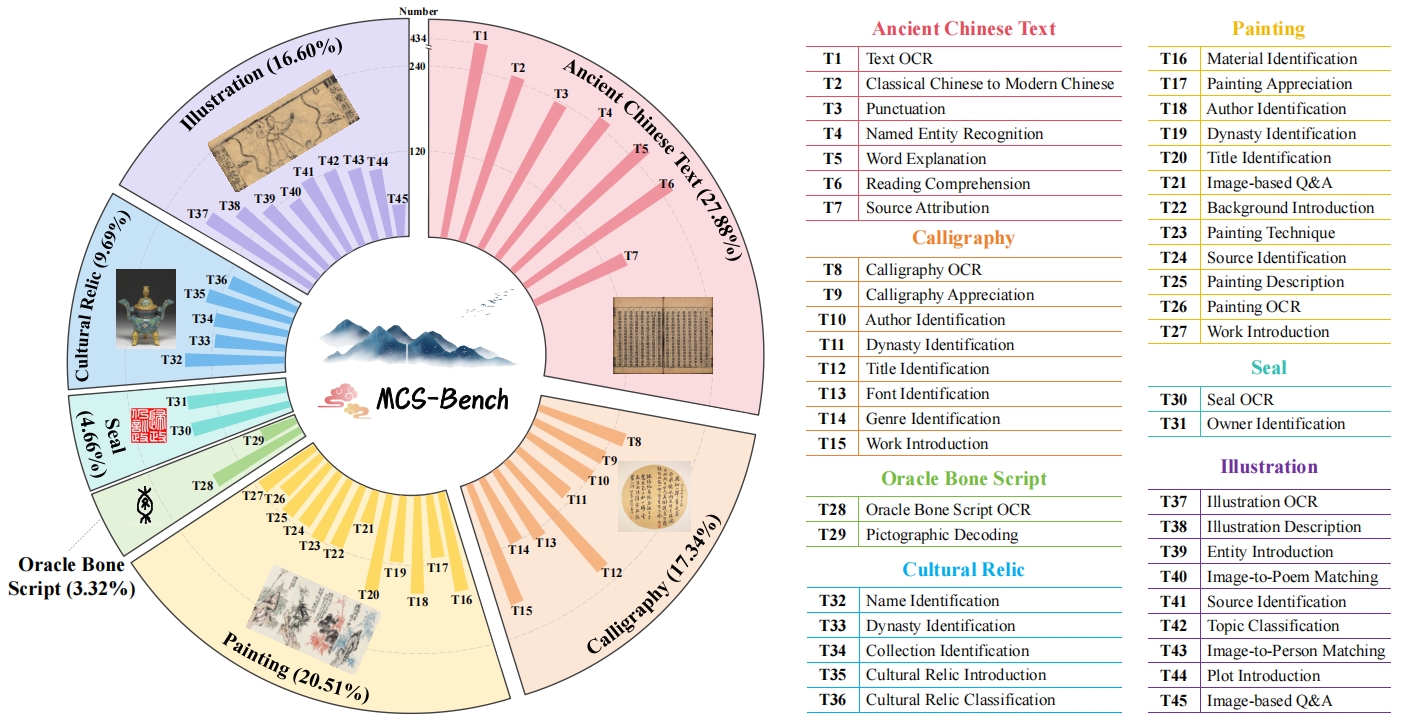 Number
434
240
120
T1
T2
T3
T4
T5
T6
T7
Ancient Chinese Text (27.88%)
T8
T9
T10
T11
T12
T13
T14
T15
Calligraphy (17.34%)
T16
T17
T18
T19
T20
T21
T22
T23
T24
T25
T26
T27
Painting (20.51%)
T28
T29
Oracle Bone
Script (3.32%)
T30
T31
Seal
(4.66%)
T32
T33
T34
T35
T36
Cultural Relic (9.69%)
T37
T38
T39
T40
T41
T42
T43
T44
T45
Illustration (16.60%)
MCS-Bench
Ancient Chinese Text
T1 Text OCR
T2 Classical Chinese to Modern Chinese
T3 Punctuation
T4 Named Entity Recognition
T5 Word Explanation
T6 Reading Comprehension
T7 Source Attribution
Calligraphy
T8 Calligraphy OCR
T9 Calligraphy Appreciation
T10 Author Identification
T11 Dynasty Identification
T12 Title Identification
T13 Font Identification
T14 Genre Identification
T15 Work Introduction
Oracle Bone Script
T28 Oracle Bone Script OCR
T29 Pictographic Decoding
Cultural Relic
T32 Name Identification
T33 Dynasty Identification
T34 Collection Identification
T35 Cultural Relic Introduction
T36 Cultural Relic Classification
Painting
T16 Material Identification
T17 Painting Appreciation
T18 Author Identification
T19 Dynasty Identification
T20 Title Identification
T21 Image-based Q&A
T22 Background Introduction
T23 Painting Technique
T24 Source Identification
T25 Painting Description
T26 Painting OCR
T27 Work Introduction
Seal
T30 Seal OCR
T31 Owner Identification
Illustration
T37 Illustration OCR
T38 Illustration Description
T39 Entity Introduction
T40 Image-to-Poem Matching
T41 Source Identification
T42 Topic Classification
T43 Image-to-Person Matching
T44 Plot Introduction
T45 Image-based Q&A